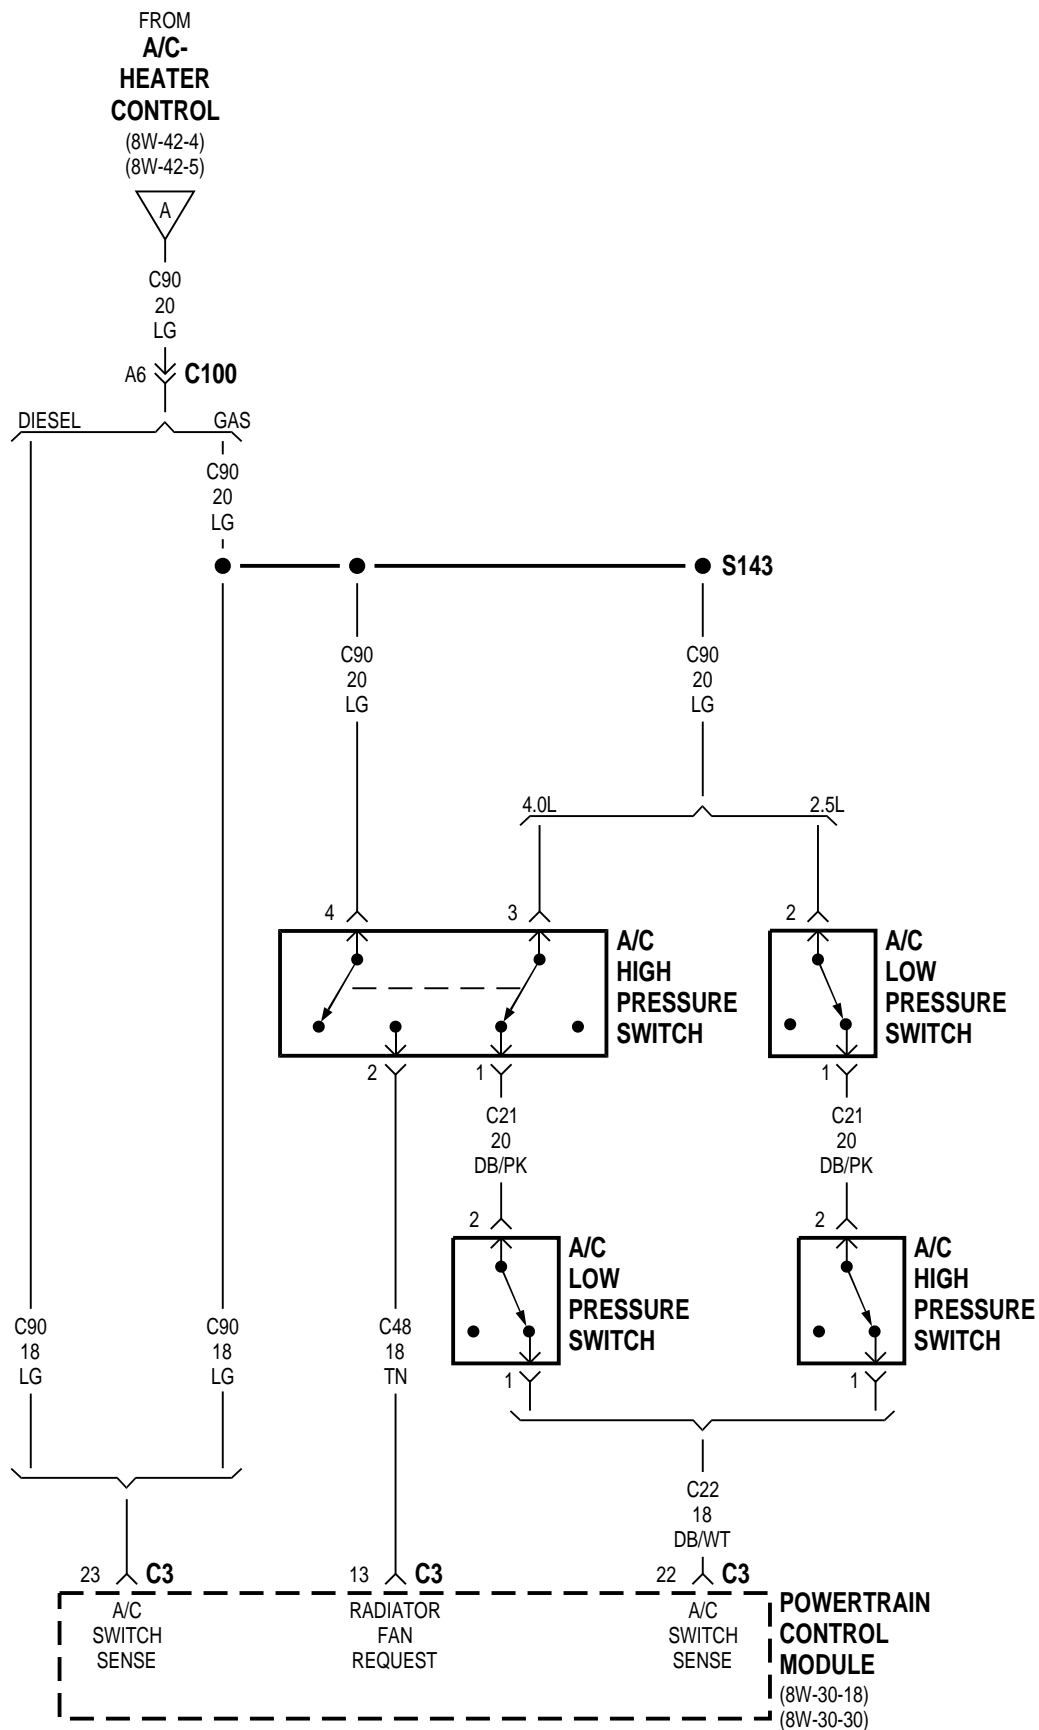 FROM
A/C-
HEATER
CONTROL
(8W-42-4)
(8W-42-5)
A
C90
20
LG
A6 C100
DIESEL GAS
C90
20
LG
S143
C90
20
LG
C90
20
LG
4.0L 2.5L
4 3 2
A/C
HIGH
PRESSURE
SWITCH
A/C
LOW
PRESSURE
SWITCH
2 1 1
C21
20
DB/PK
C21
20
DB/PK
2 2
A/C
LOW
PRESSURE
SWITCH
A/C
HIGH
PRESSURE
SWITCH
C90
18
LG
C90
18
LG
C48
18
TN
1 1
C22
18
DB/WT
23 C3 13 C3 22 C3
A/C
SWITCH
SENSE
RADIATOR
FAN
REQUEST
A/C
SWITCH
SENSE
POWERTRAIN
CONTROL
MODULE
(8W-30-18)
(8W-30-30)